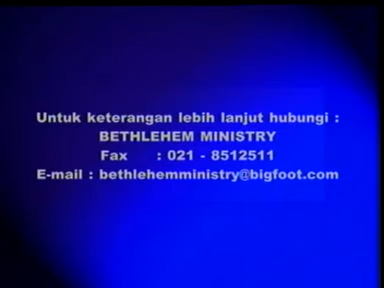 Untuk keterangan lebih lanjut hubungi :
BETHLEHEM MINISTRY
Fax : 021 - 8512511
E-mail : bethlehemministry@bigfoot.com